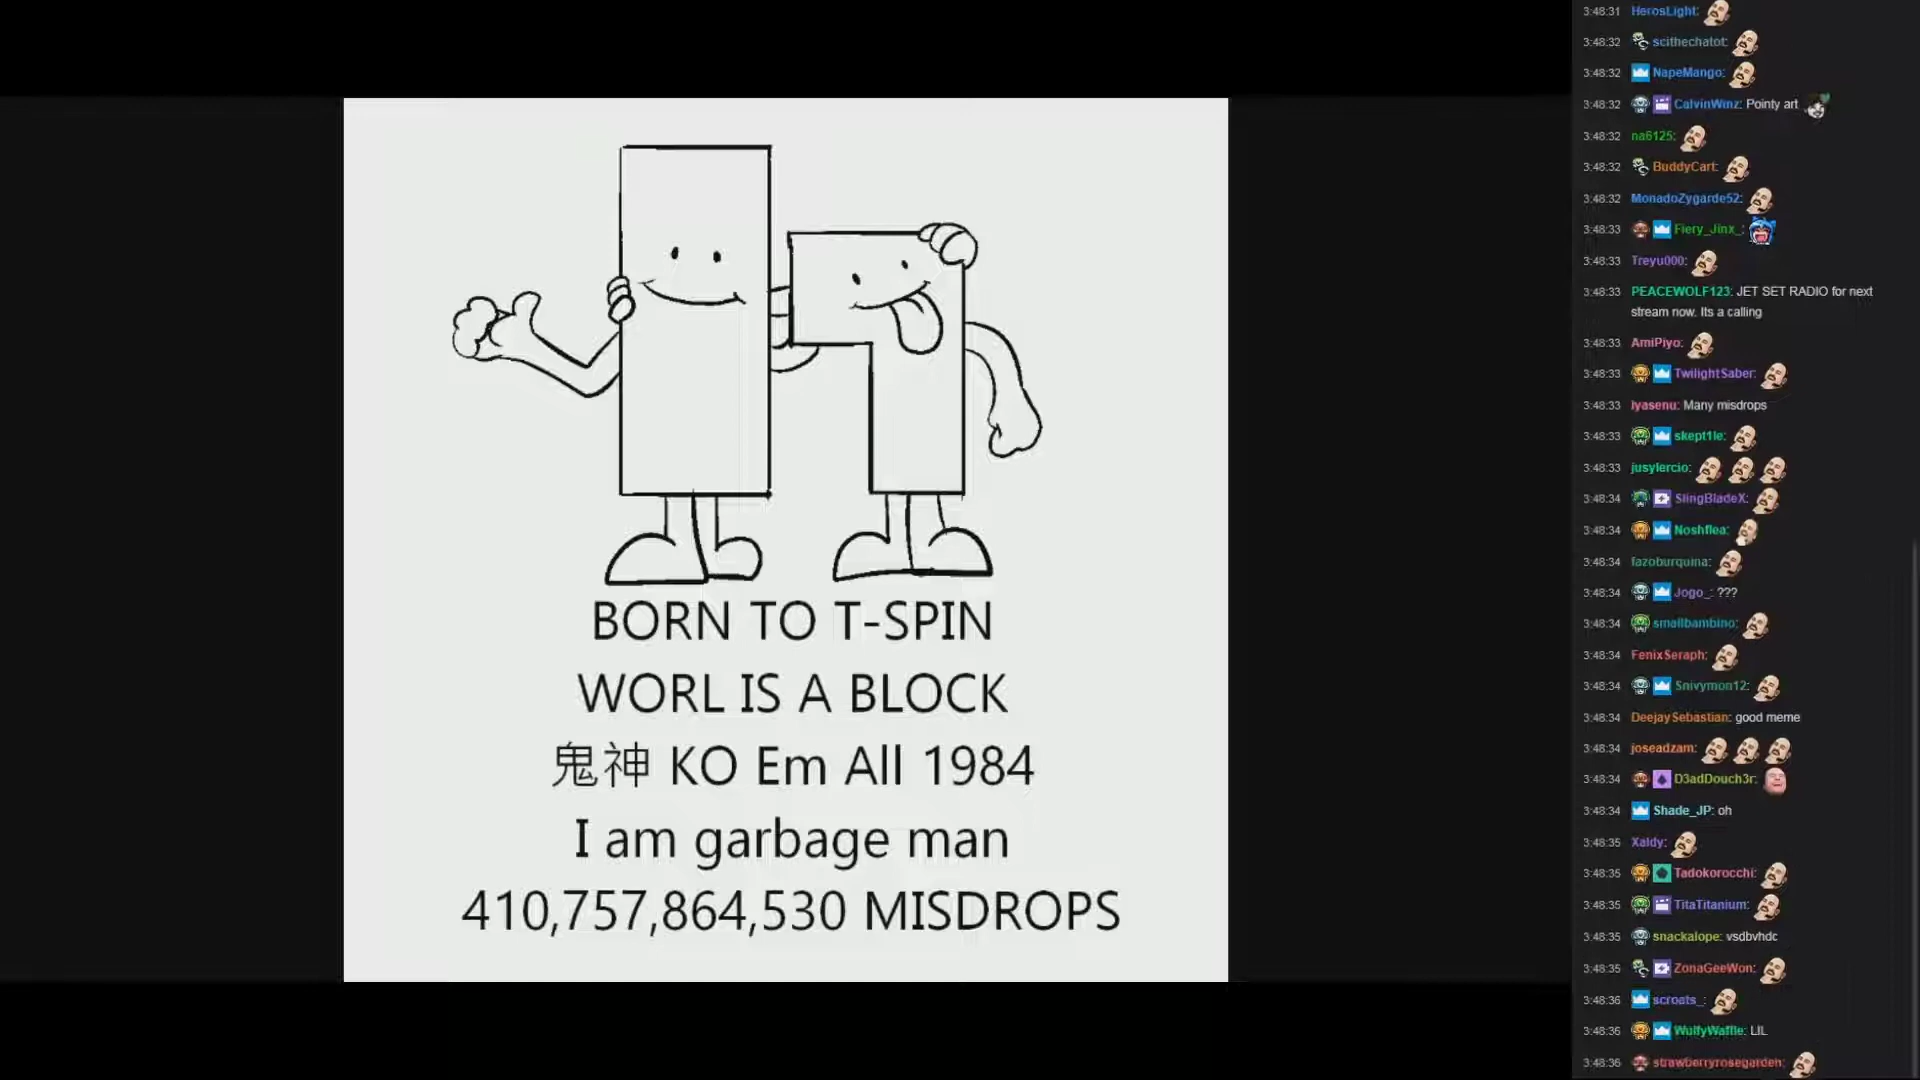 BORN TO T-SPIN
WORL IS A BLOCK
鬼神 KO Em All 1984
I am garbage man
410,757,864,530 MISDROPS
3:48:31 HerosLight:
3:48:32 scithechatot:
3:48:32 NapeMango:
3:48:32 CalvinWinz: Pointy art
3:48:32 na6125:
3:48:32 BuddyCart:
3:48:32 MonadoZygarde52:
3:48:33 Fiery_Jinx_:
3:48:33 Treyu000:
3:48:33 PEACEWOLF123: JET SET RADIO for next
stream now. Its a calling
3:48:33 AmiPiyo:
3:48:33 TwilightSaber:
3:48:33 lyasenu: Many misdrops
3:48:33 skept1le:
3:48:33 jusylercio:
3:48:34 SlingBladeX:
3:48:34 Noshflea:
3:48:34 fazoburquina:
3:48:34 Jogo_: ???
3:48:34 smallbambino:
3:48:34 FenixSeraph:
3:48:34 Snivymon12:
3:48:34 DeejaySebastian: good meme
3:48:34 joseadzam:
3:48:34 D3adDouch3r:
3:48:34 Shade_JP: oh
3:48:35 Xaldy:
3:48:35 Tadokorocchi:
3:48:35 TitaTitanium:
3:48:35 snackalope: vsdbvhdc
3:48:35 ZonaGeeWon:
3:48:36 scroats_:
3:48:36 WulfyWaffle: LIL
3:48:36 strawberryrosegarden: